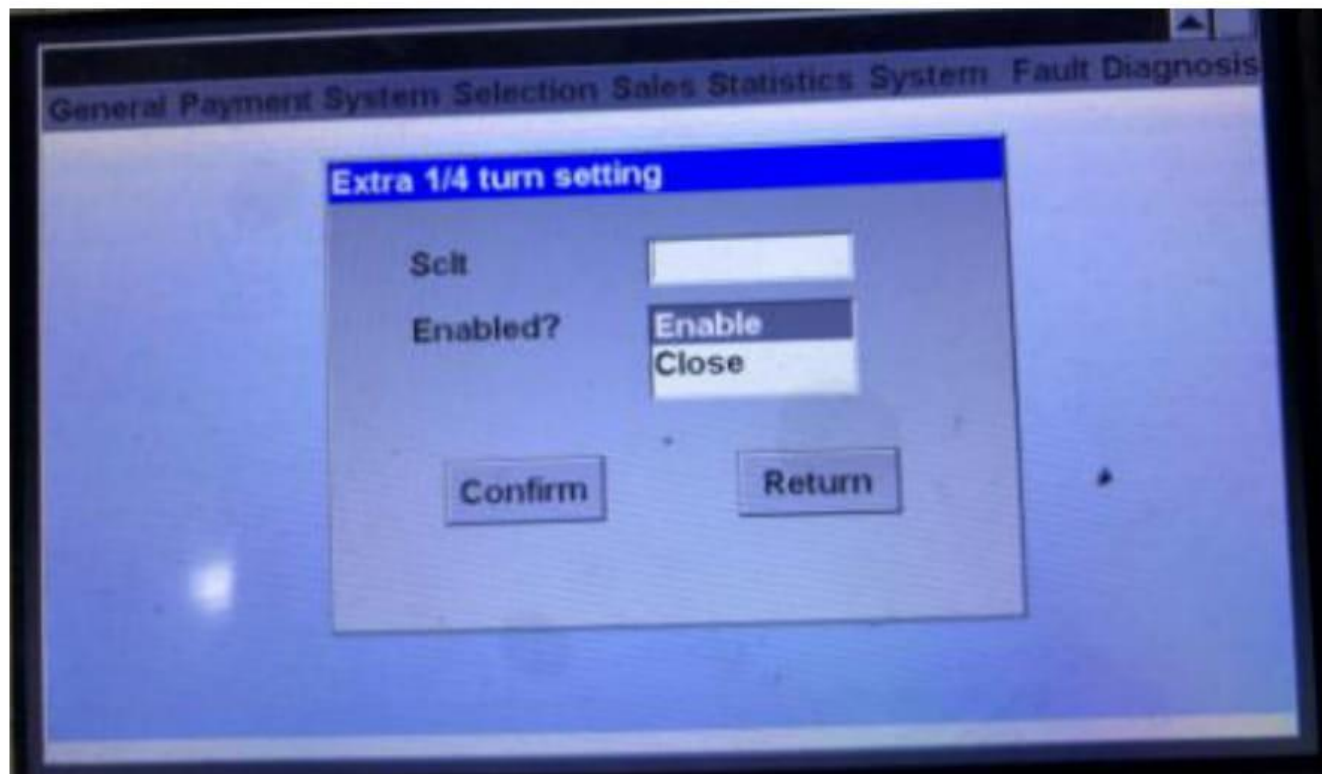 General Payment System Selection Sales Statistics System Fault Diagnosis
Extra 1/4 turn setting
Sclt
Enabled?
Enable
Close
Confirm
Return